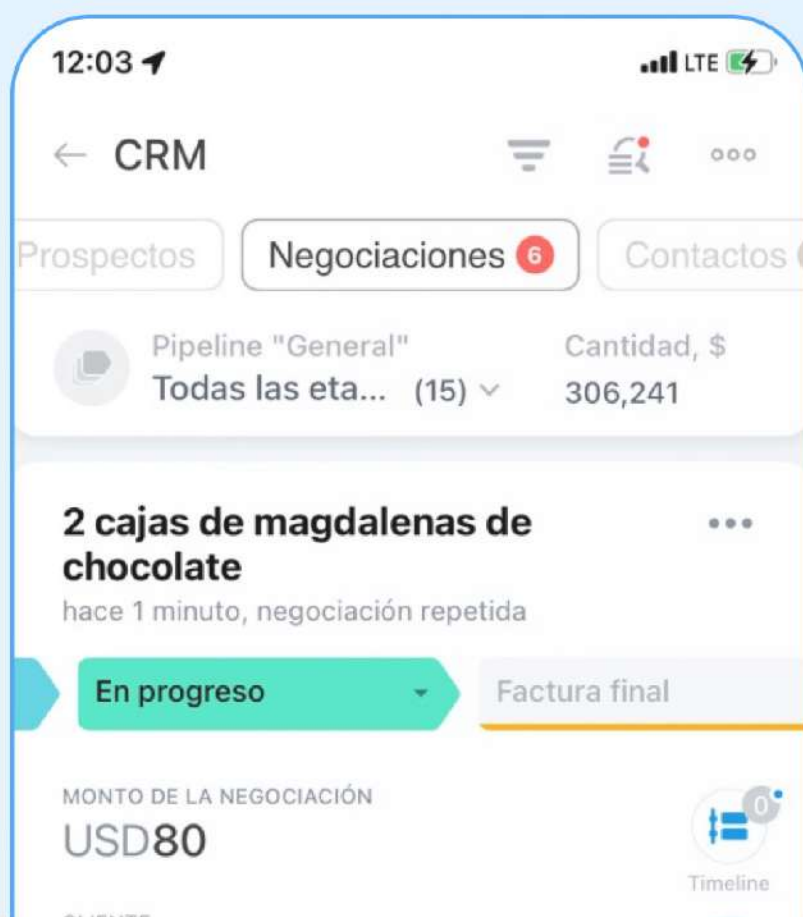 12:03 LTE
CRM
Prospectos Negociaciones 6 Contactos
Pipeline "General" Cantidad, $
Todas las eta... (15) 306,241
2 cajas de magdalenas de
chocolate
hace 1 minuto, negociación repetida
En progreso Factura final
MONTO DE LA NEGOCIACIÓN
0
USD80
Timeline